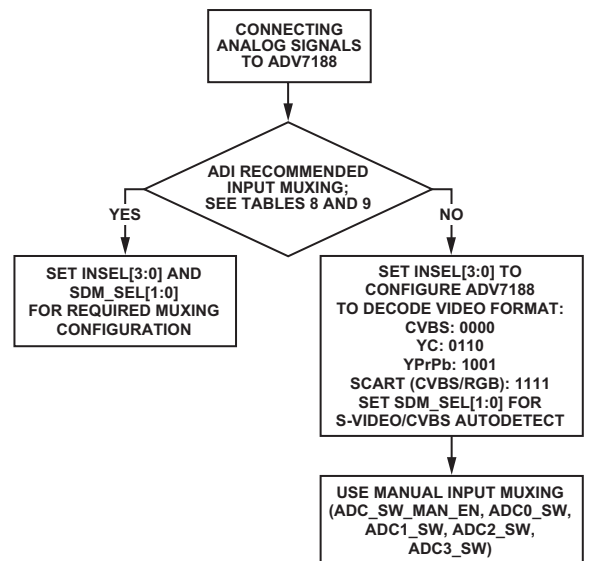 CONNECTING
ANALOG SIGNALS
TO ADV7188
ADI RECOMMENDED
INPUT MUXING;
SEE TABLES 8 AND 9
YES
NO
SET INSEL[3:0] AND
SDM_SEL[1:0]
FOR REQUIRED MUXING
CONFIGURATION
SET INSEL[3:0] TO
CONFIGURE ADV7188
TO DECODE VIDEO FORMAT:
CVBS: 0000
YC: 0110
YPrPb: 1001
SCART (CVBS/RGB): 1111
SET SDM_SEL[1:0] FOR
S-VIDEO/CVBS AUTODETECT
USE MANUAL INPUT MUXING
(ADC_SW_MAN_EN, ADC0_SW,
ADC1_SW, ADC2_SW,
ADC3_SW)